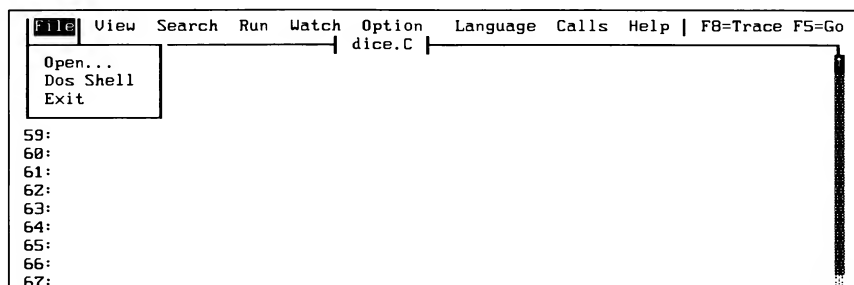 File View Search Run Watch Option Language Calls Help | F8=Trace F5=Go
dice.C
Open...
Dos Shell
Exit
59:
60:
61:
62:
63:
64:
65:
66:
67: